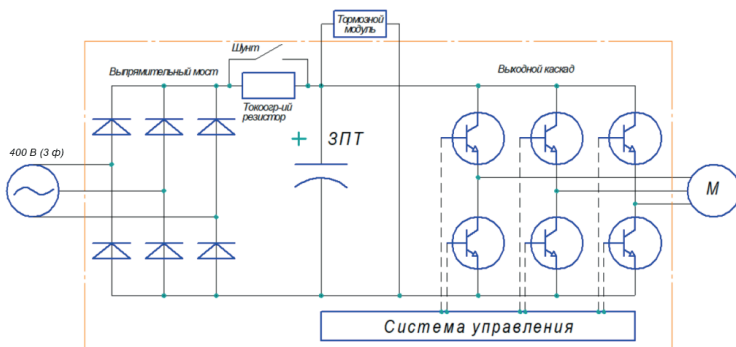 Тормозной
модуль
Шунт
Выпрямительный мост
Выходной каскад
Токоогр-ий
резистор
+ ЗПТ
400 В (3 ф)
М
Система управления